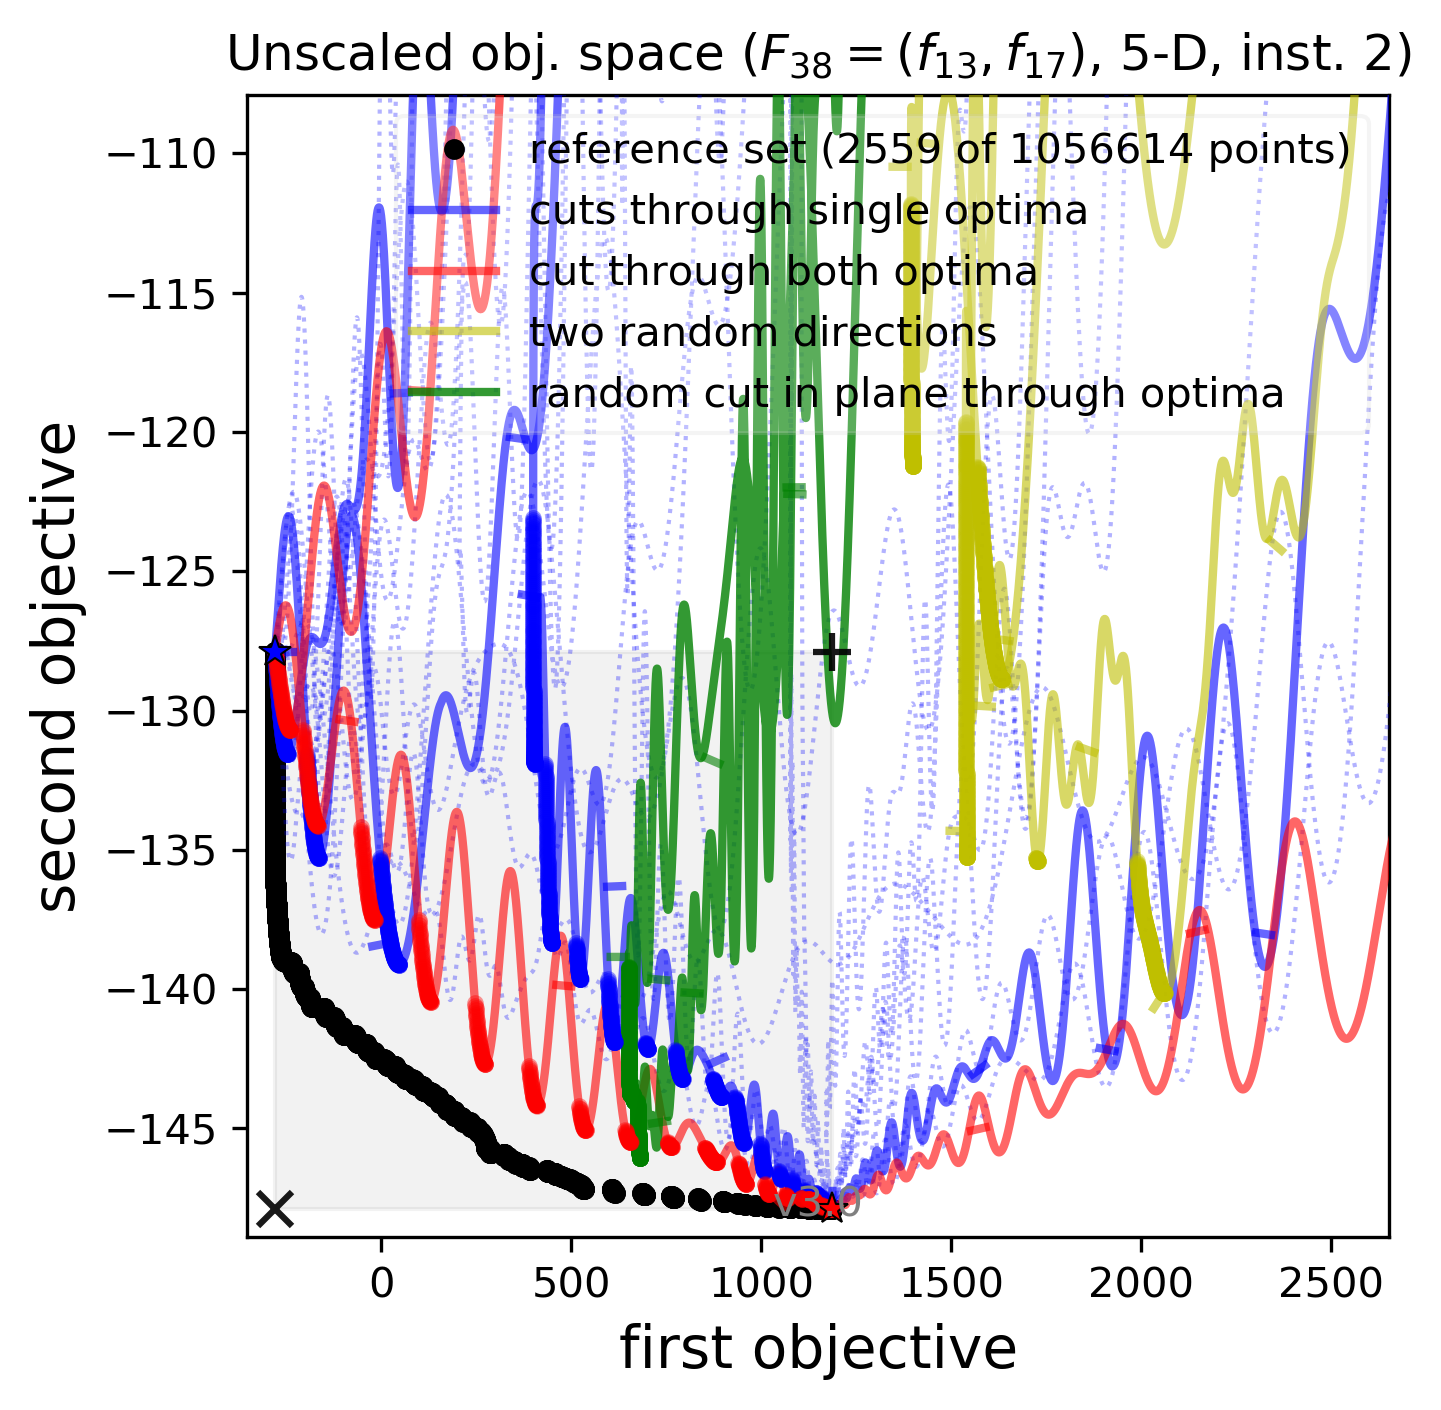 Unscaled obj. space (F₃₈ = (f₁₃, f₁₇), 5-D, inst. 2)
reference set (2559 of 1056614 points)
cuts through single optima
cut through both optima
two random directions
random cut in plane through optima
second objective
−110
−115
−120
−125
−130
−135
−140
−145
v3.0
0
500
1000
1500
2000
2500
first objective